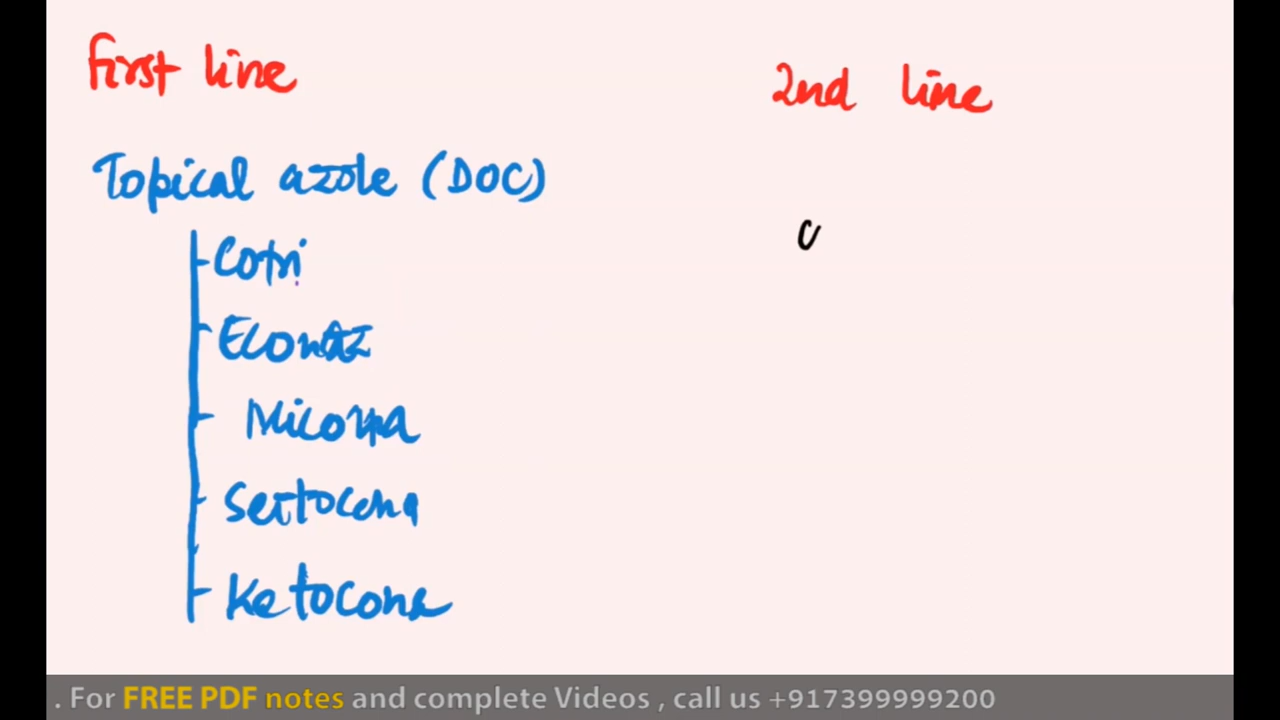 First line
2nd line
Topical azole (DOC)
Cotri
Econaz
Micona
Sertocona
Ketocona
. For FREE PDF notes and complete Videos , call us +917399999200